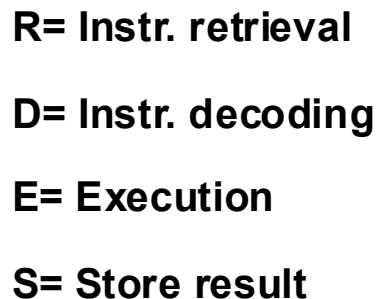 R= Instr. retrieval
D= Instr. decoding
E= Execution
S= Store result